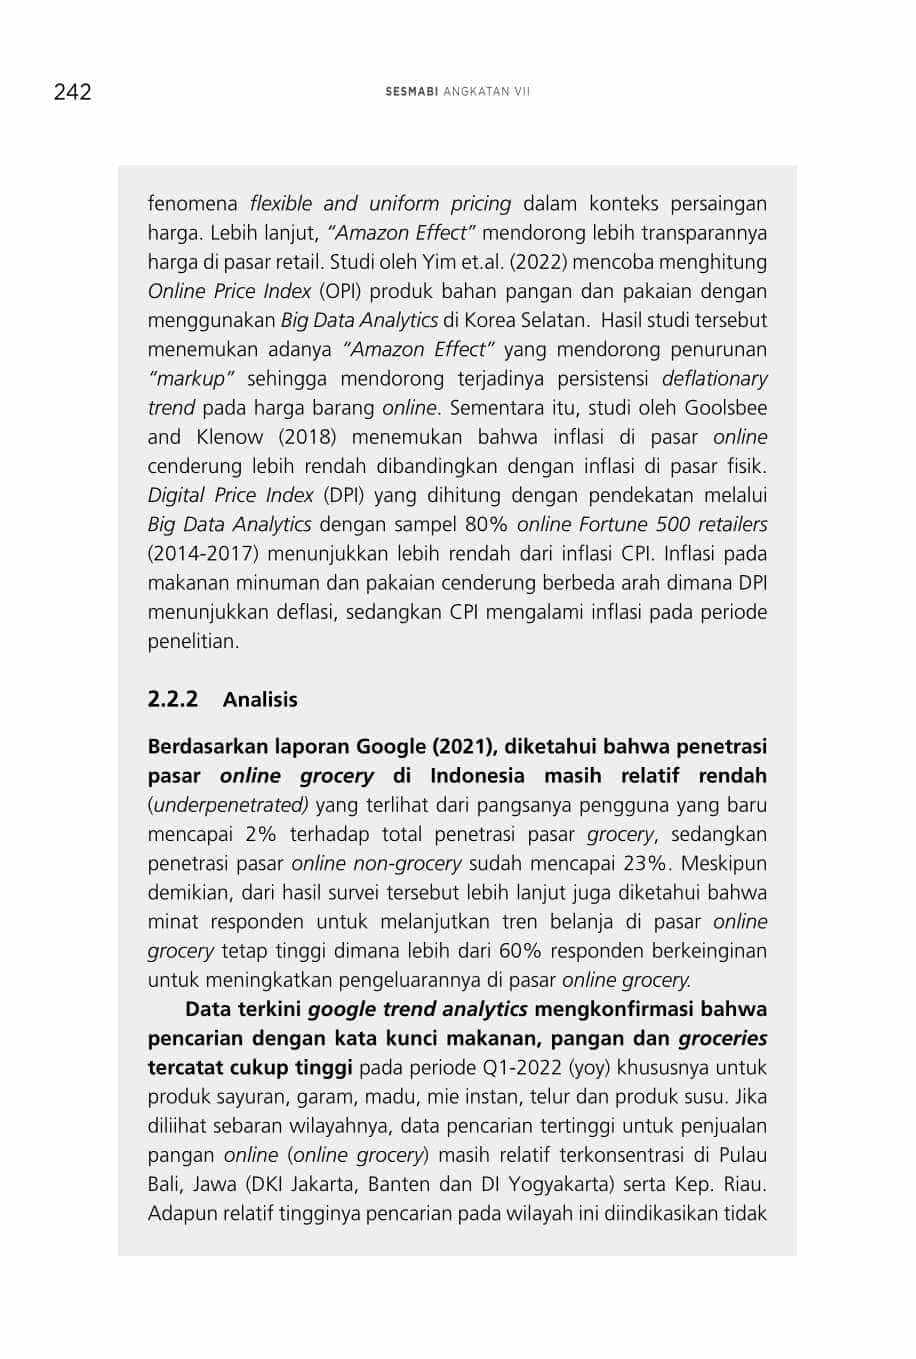 242
SESMABI ANGKATAN VII
fenomena flexible and uniform pricing dalam konteks persaingan
harga. Lebih lanjut, “Amazon Effect” mendorong lebih transparannya
harga di pasar retail. Studi oleh Yim et.al. (2022) mencoba menghitung
Online Price Index (OPI) produk bahan pangan dan pakaian dengan
menggunakan Big Data Analytics di Korea Selatan. Hasil studi tersebut
menemukan adanya “Amazon Effect” yang mendorong penurunan
“markup” sehingga mendorong terjadinya persistensi deflationary
trend pada harga barang online. Sementara itu, studi oleh Goolsbee
and Klenow (2018) menemukan bahwa inflasi di pasar online
cenderung lebih rendah dibandingkan dengan inflasi di pasar fisik.
Digital Price Index (DPI) yang dihitung dengan pendekatan melalui
Big Data Analytics dengan sampel 80% online Fortune 500 retailers
(2014-2017) menunjukkan lebih rendah dari inflasi CPI. Inflasi pada
makanan minuman dan pakaian cenderung berbeda arah dimana DPI
menunjukkan deflasi, sedangkan CPI mengalami inflasi pada periode
penelitian.
2.2.2 Analisis
Berdasarkan laporan Google (2021), diketahui bahwa penetrasi
pasar online grocery di Indonesia masih relatif rendah
(underpenetrated) yang terlihat dari pangsanya pengguna yang baru
mencapai 2% terhadap total penetrasi pasar grocery, sedangkan
penetrasi pasar online non-grocery sudah mencapai 23%. Meskipun
demikian, dari hasil survei tersebut lebih lanjut juga diketahui bahwa
minat responden untuk melanjutkan tren belanja di pasar online
grocery tetap tinggi dimana lebih dari 60% responden berkeinginan
untuk meningkatkan pengeluarannya di pasar online grocery.
Data terkini google trend analytics mengkonfirmasi bahwa
pencarian dengan kata kunci makanan, pangan dan groceries
tercatat cukup tinggi pada periode Q1-2022 (yoy) khususnya untuk
produk sayuran, garam, madu, mie instan, telur dan produk susu. Jika
diliihat sebaran wilayahnya, data pencarian tertinggi untuk penjualan
pangan online (online grocery) masih relatif terkonsentrasi di Pulau
Bali, Jawa (DKI Jakarta, Banten dan DI Yogyakarta) serta Kep. Riau.
Adapun relatif tingginya pencarian pada wilayah ini diindikasikan tidak